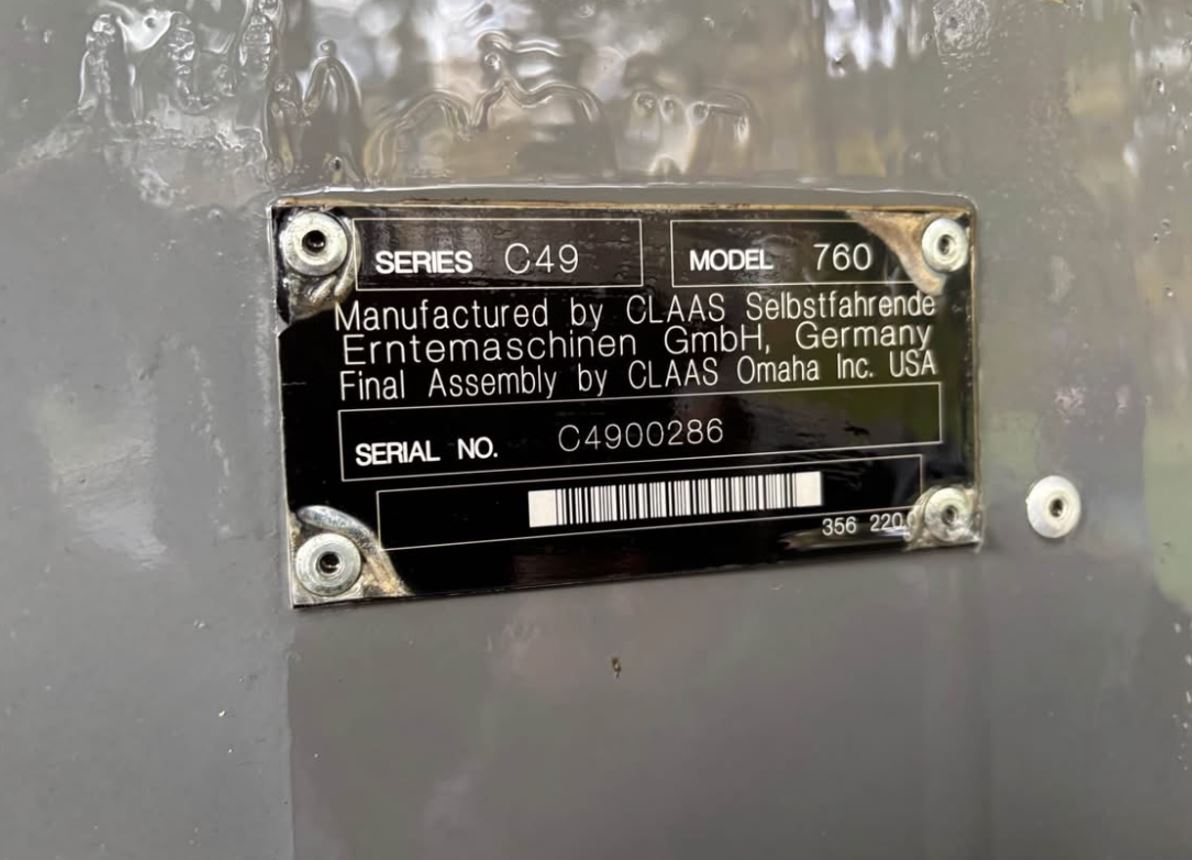 SERIES C49 MODEL 760
Manufactured by CLAAS Selbstfahrende
Erntemaschinen GmbH, Germany
Final Assembly by CLAAS Omaha Inc. USA
SERIAL NO. C4900286
356 220.